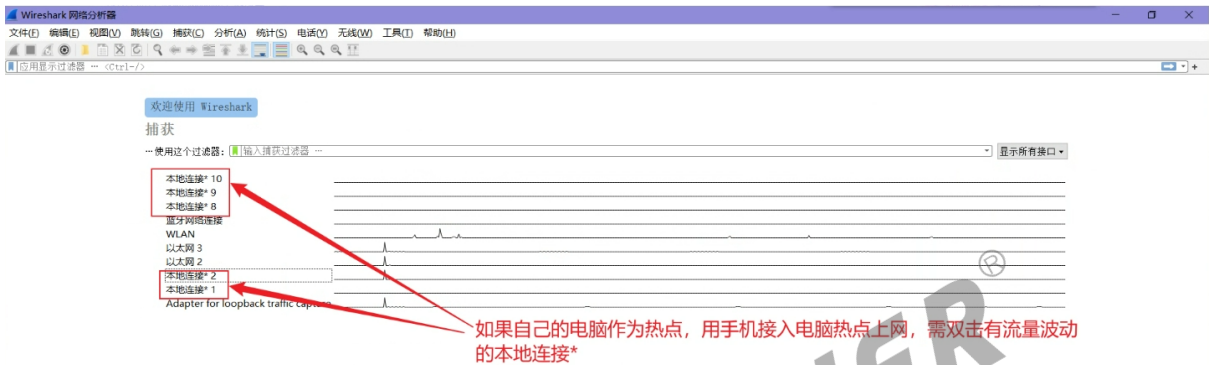 Wireshark 网络分析器
文件(F) 编辑(E) 视图(V) 跳转(G) 捕获(C) 分析(A) 统计(S) 电话(Y) 无线(W) 工具(T) 帮助(H)
应用显示过滤器 … <Ctrl-/>
欢迎使用 Wireshark
捕获
…使用这个过滤器: 输入捕获过滤器 … 显示所有接口
本地连接* 10
本地连接* 9
本地连接* 8
蓝牙网络连接
WLAN
以太网 3
以太网 2
本地连接* 2
本地连接* 1
Adapter for loopback traffic capture
如果自己的电脑作为热点，用手机接入电脑热点上网，需双击有流量波动
的本地连接*